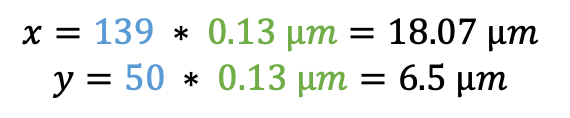 x = 139 * 0.13 μm = 18.07 μm
y = 50 * 0.13 μm = 6.5 μm